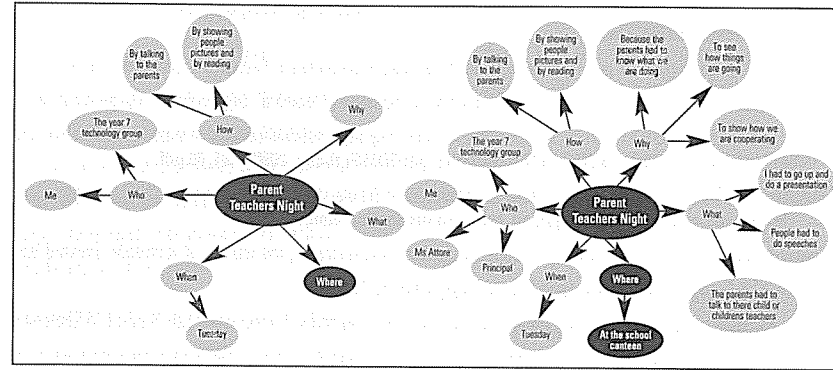 By talking
to the
parents
By showing
people
pictures and
by reading
Why
The year 7
technology group
How
Me
Who
Parent
Teachers Night
What
When
Where
Tuesday
By talking
to the
parents
By showing
people
pictures and
by reading
Because the
parents had to
know what we
are doing
To see
how things
are going
The year 7
technology group
How
Why
To show how we
are cooperating
Me
Who
Parent
Teachers Night
What
I had to go up and
do a presentation
Ms Attore
Principal
People had to
do speeches
When
Where
Tuesday
At the school
canteen
The parents had to
talk to there child or
childrens teachers